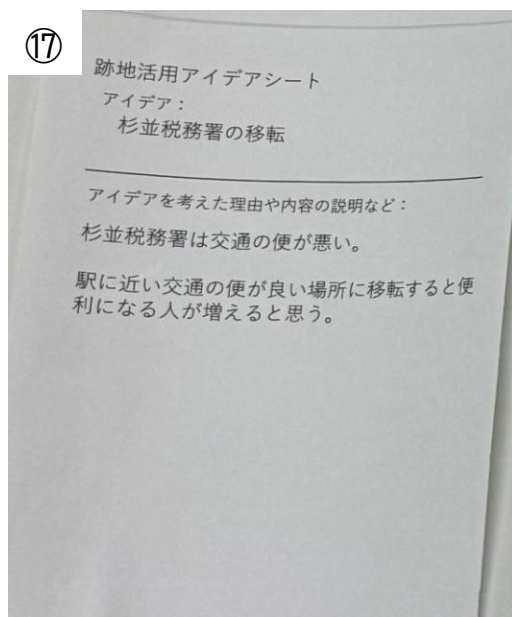 ⑰
跡地活用アイデアシート
アイデア：
杉並税務署の移転
アイデアを考えた理由や内容の説明など：
杉並税務署は交通の便が悪い。
駅に近い交通の便が良い場所に移転すると便
利になる人が増えると思う。